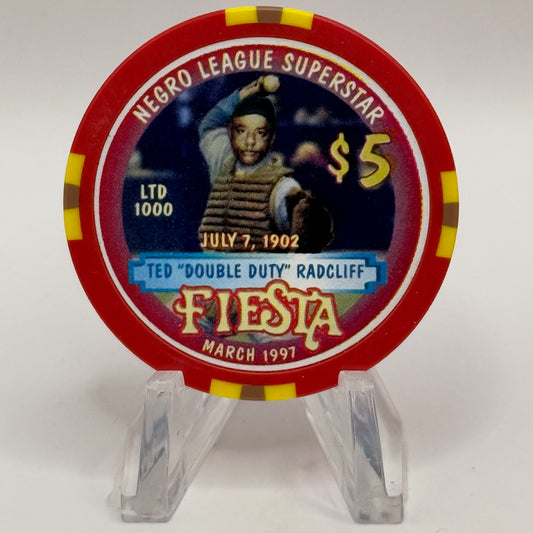 NEGRO LEAGUE SUPERSTAR
$5
LTD
1000
JULY 7, 1902
TED "DOUBLE DUTY" RADCLIFF
FIESTA
MARCH 1997